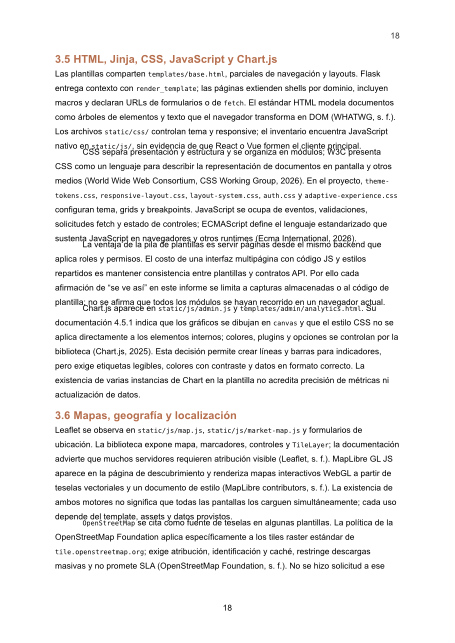 18
3.5 HTML, Jinja, CSS, JavaScript y Chart.js
Las plantillas comparten templates/base.html, parciales de navegación y layouts. Flask
entrega contexto con render_template; las páginas extienden shells por dominio, incluyen
macros y declaran URLs de formularios o de fetch. El estándar HTML modela documentos
como árboles de elementos y texto que el navegador transforma en DOM (WHATWG, s. f.).
Los archivos static/css/ controlan tema y responsive; el inventario encuentra JavaScript
nativo en static/js/, sin evidencia de que React o Vue formen el cliente principal.
CSS separa presentación y estructura y se organiza en módulos; W3C presenta
CSS como un lenguaje para describir la representación de documentos en pantalla y otros
medios (World Wide Web Consortium, CSS Working Group, 2026). En el proyecto, theme-
tokens.css, responsive-layout.css, layout-system.css, auth.css y adaptive-experience.css
configuran tema, grids y breakpoints. JavaScript se ocupa de eventos, validaciones,
solicitudes fetch y estado de controles; ECMAScript define el lenguaje estandarizado que
sustenta JavaScript en navegadores y otros runtimes (Ecma International, 2026).
La ventaja de la pila de plantillas es servir páginas desde el mismo backend que
aplica roles y permisos. El costo de una interfaz multipágina con código JS y estilos
repartidos es mantener consistencia entre plantillas y contratos API. Por ello cada
afirmación de “se ve así” en este informe se limita a capturas almacenadas o al código de
plantilla; no se afirma que todos los módulos se hayan recorrido en un navegador actual.
Chart.js aparece en static/js/admin.js y templates/admin/analytics.html. Su
documentación 4.5.1 indica que los gráficos se dibujan en canvas y que el estilo CSS no se
aplica directamente a los elementos internos; colores, plugins y opciones se controlan por la
biblioteca (Chart.js, 2025). Esta decisión permite crear líneas y barras para indicadores,
pero exige etiquetas legibles, colores con contraste y datos en formato correcto. La
existencia de varias instancias de Chart en la plantilla no acredita precisión de métricas ni
actualización de datos.
3.6 Mapas, geografía y localización
Leaflet se observa en static/js/map.js, static/js/market-map.js y formularios de
ubicación. La biblioteca expone mapa, marcadores, controles y TileLayer; la documentación
advierte que muchos servidores requieren atribución visible (Leaflet, s. f.). MapLibre GL JS
aparece en la página de descubrimiento y renderiza mapas interactivos WebGL a partir de
teselas vectoriales y un documento de estilo (MapLibre contributors, s. f.). La existencia de
ambos motores no significa que todas las pantallas los carguen simultáneamente; cada uso
depende del template, assets y datos provistos.
OpenStreetMap se cita como fuente de teselas en algunas plantillas. La política de la
OpenStreetMap Foundation aplica específicamente a los tiles raster estándar de
tile.openstreetmap.org; exige atribución, identificación y caché, restringe descargas
masivas y no promete SLA (OpenStreetMap Foundation, s. f.). No se hizo solicitud a ese
18